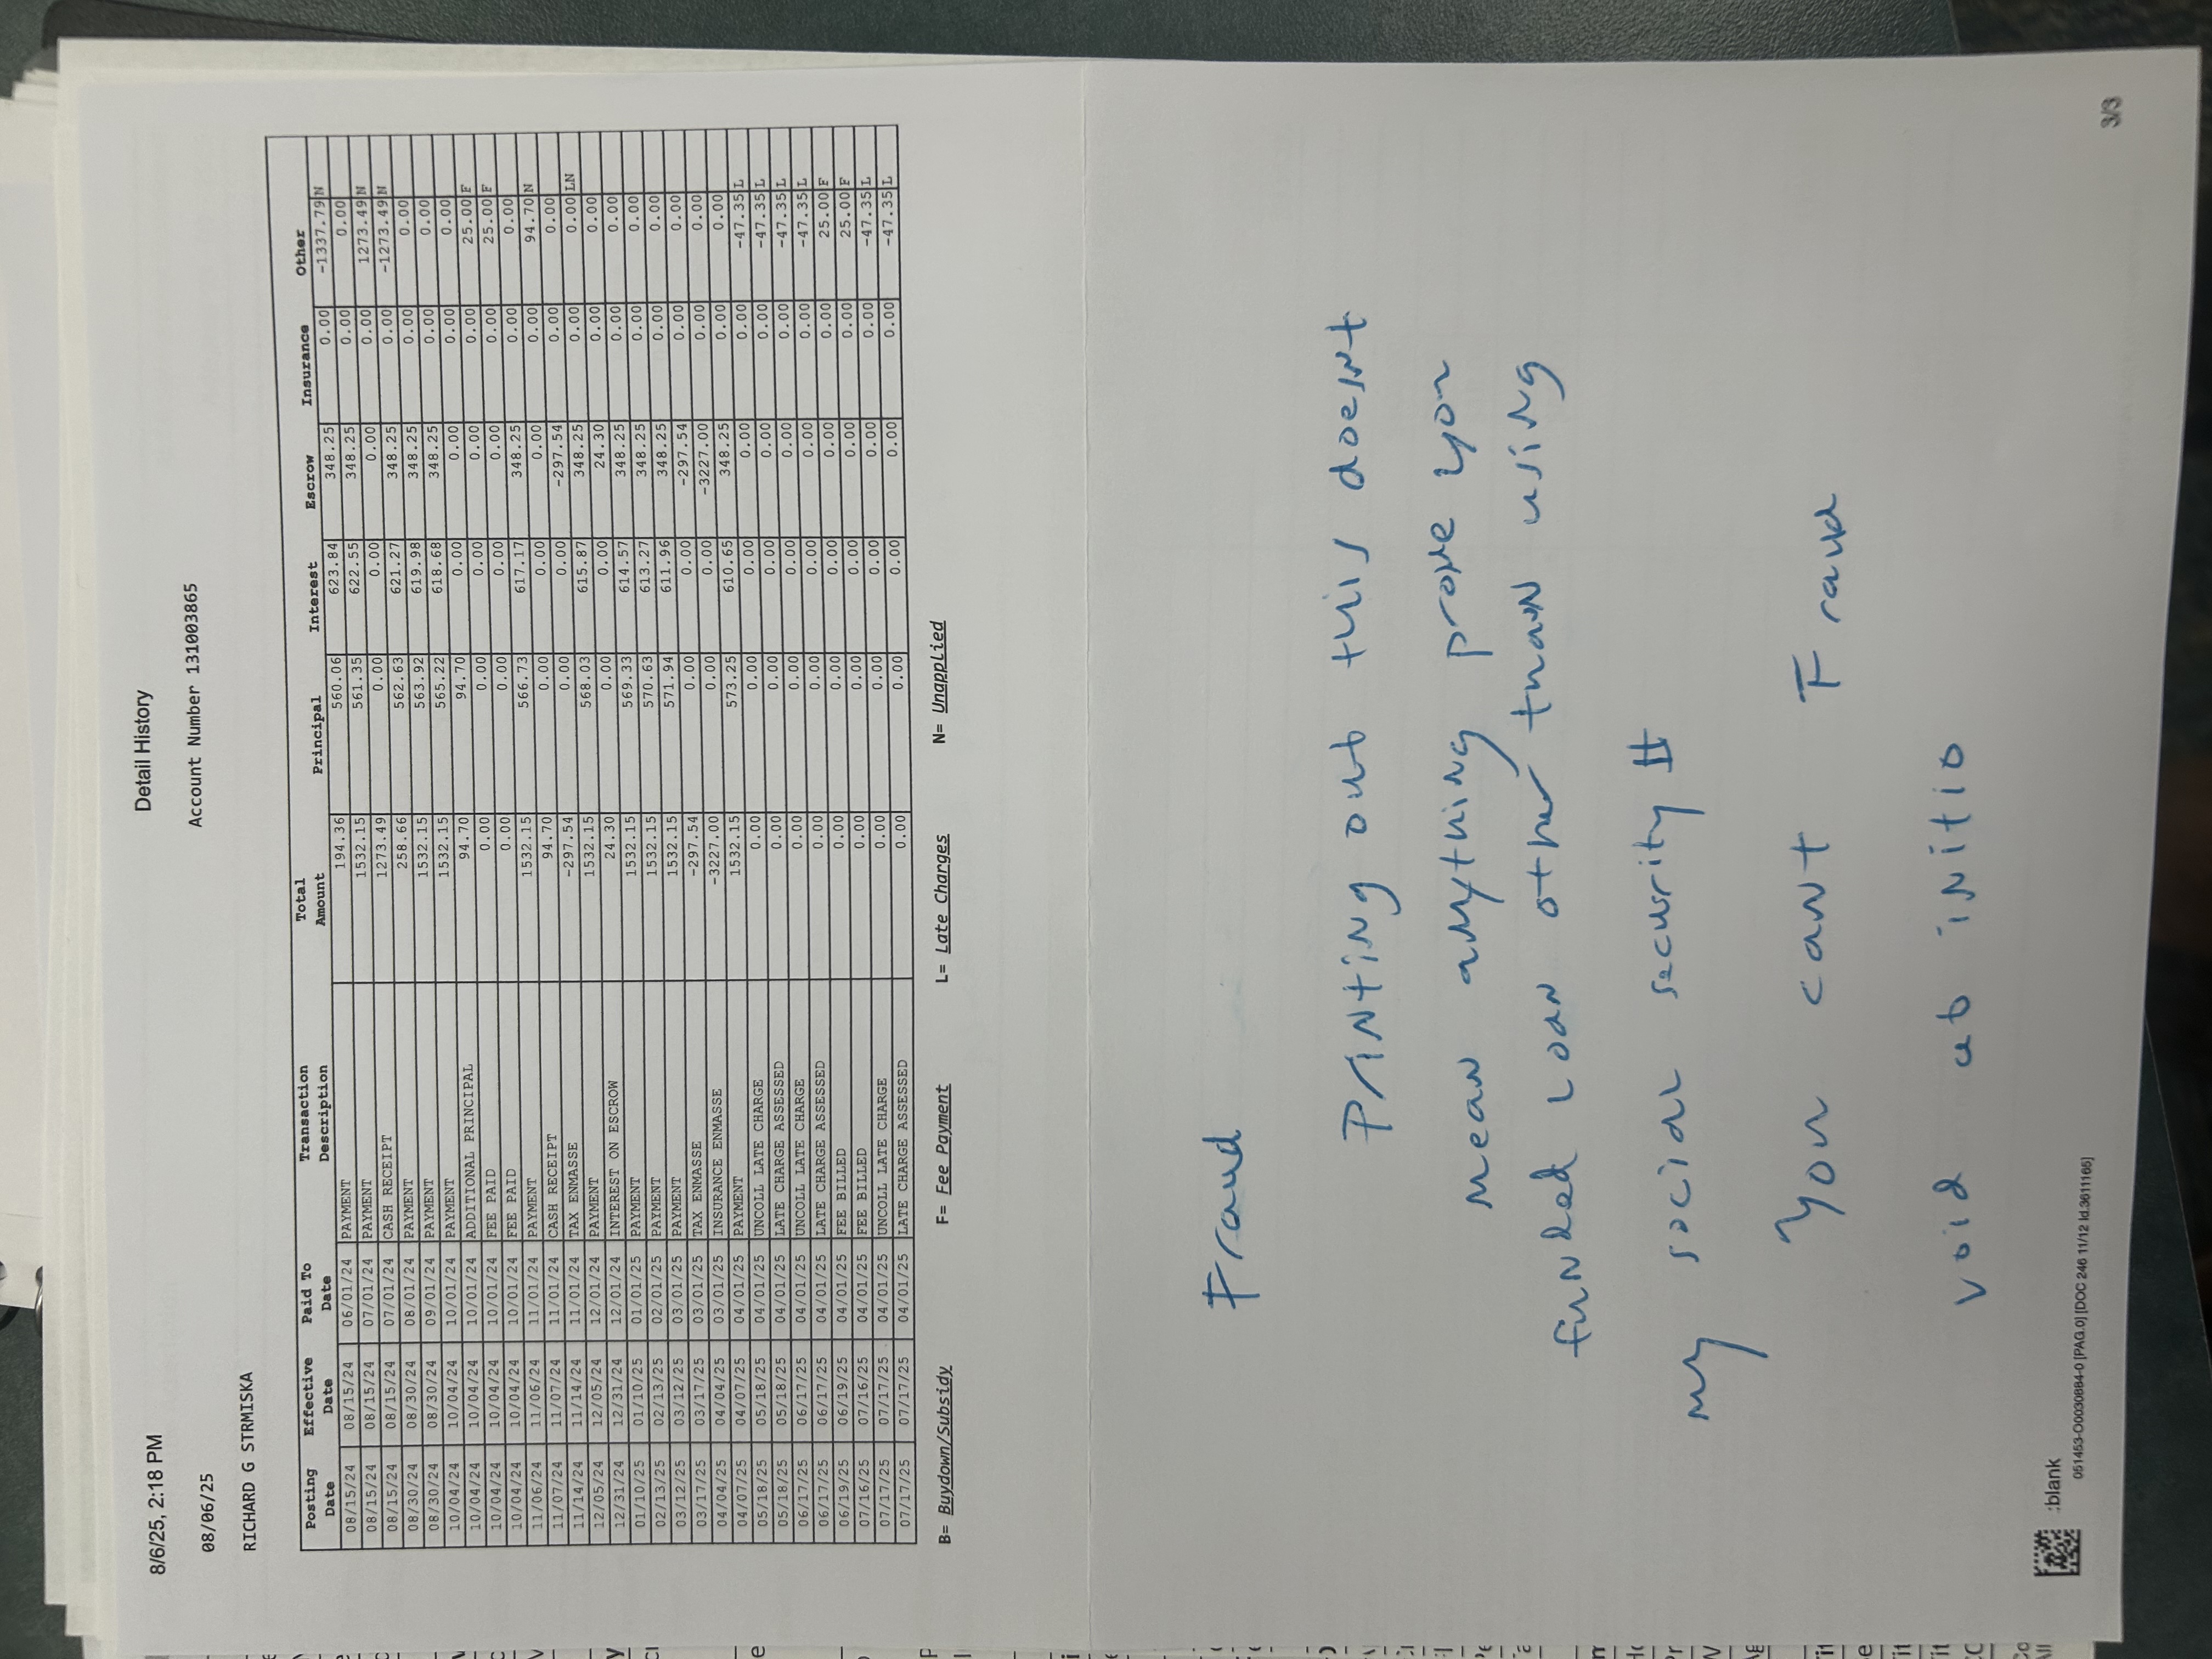 8/6/25, 2:18 PM
Detail History
Account Number 131003865
08/06/25
RICHARD G STRMISKA
Posting Date Effective Date Paid To Date Transaction Description Total Amount Principal Interest Escrow Insurance Other
08/15/24 08/15/24 06/01/24 PAYMENT 194.36 560.06 623.84 348.25 0.00 -1337.79 N
08/15/24 08/15/24 07/01/24 PAYMENT 1532.15 561.35 622.55 348.25 0.00 0.00
08/15/24 08/15/24 07/01/24 CASH RECEIPT 1273.49 0.00 0.00 0.00 0.00 1273.49 N
08/30/24 08/30/24 08/01/24 PAYMENT 258.66 562.63 621.27 348.25 0.00 -1273.49 N
08/30/24 08/30/24 09/01/24 PAYMENT 1532.15 563.92 619.98 348.25 0.00 0.00
10/04/24 10/04/24 10/01/24 PAYMENT 1532.15 565.22 618.68 348.25 0.00 0.00
10/04/24 10/04/24 10/01/24 ADDITIONAL PRINCIPAL 94.70 94.70 0.00 0.00 0.00 0.00
10/04/24 10/04/24 10/01/24 FEE PAID 0.00 0.00 0.00 0.00 0.00 25.00 F
10/04/24 10/04/24 10/01/24 FEE PAID 0.00 0.00 0.00 0.00 0.00 25.00 F
11/06/24 11/06/24 11/01/24 PAYMENT 1532.15 566.73 617.17 348.25 0.00 0.00
11/07/24 11/07/24 11/01/24 CASH RECEIPT 94.70 0.00 0.00 0.00 0.00 94.70 N
11/14/24 11/14/24 11/01/24 TAX ENMASSE -297.54 0.00 0.00 -297.54 0.00 0.00
12/05/24 12/05/24 12/01/24 PAYMENT 1532.15 568.03 615.87 348.25 0.00 0.00 LN
12/31/24 12/31/24 12/01/24 INTEREST ON ESCROW 24.30 0.00 0.00 24.30 0.00 0.00
01/10/25 01/10/25 01/01/25 PAYMENT 1532.15 569.33 614.57 348.25 0.00 0.00
02/13/25 02/13/25 02/01/25 PAYMENT 1532.15 570.63 613.27 348.25 0.00 0.00
03/12/25 03/12/25 03/01/25 PAYMENT 1532.15 571.94 611.96 348.25 0.00 0.00
03/17/25 03/17/25 03/01/25 TAX ENMASSE -297.54 0.00 0.00 -297.54 0.00 0.00
04/04/25 04/04/25 03/01/25 INSURANCE ENMASSE -3227.00 0.00 0.00 -3227.00 0.00 0.00
04/07/25 04/07/25 04/01/25 PAYMENT 1532.15 573.25 610.65 348.25 0.00 0.00
05/18/25 05/18/25 04/01/25 UNCOLL LATE CHARGE 0.00 0.00 0.00 0.00 0.00 -47.35 L
05/18/25 05/18/25 04/01/25 LATE CHARGE ASSESSED 0.00 0.00 0.00 0.00 0.00 -47.35 L
06/17/25 06/17/25 04/01/25 UNCOLL LATE CHARGE 0.00 0.00 0.00 0.00 0.00 -47.35 L
06/17/25 06/17/25 04/01/25 LATE CHARGE ASSESSED 0.00 0.00 0.00 0.00 0.00 -47.35 L
06/19/25 06/19/25 04/01/25 FEE BILLED 0.00 0.00 0.00 0.00 0.00 25.00 F
07/16/25 07/16/25 04/01/25 FEE BILLED 0.00 0.00 0.00 0.00 0.00 25.00 F
07/17/25 07/17/25 04/01/25 UNCOLL LATE CHARGE 0.00 0.00 0.00 0.00 0.00 -47.35 L
07/17/25 07/17/25 04/01/25 LATE CHARGE ASSESSED 0.00 0.00 0.00 0.00 0.00 -47.35 L
B= Buydown/Subsidy F= Fee Payment L= Late Charges N= Unapplied
Fraud
Printing out this doesnt
mean anything prove you
funded loan other than using
my social security #
You cant Fraud
void ab initio
:blank
051453-O0030884-0 [PAG.0] [DOC 246 11/12 Id.3611165]
3/3